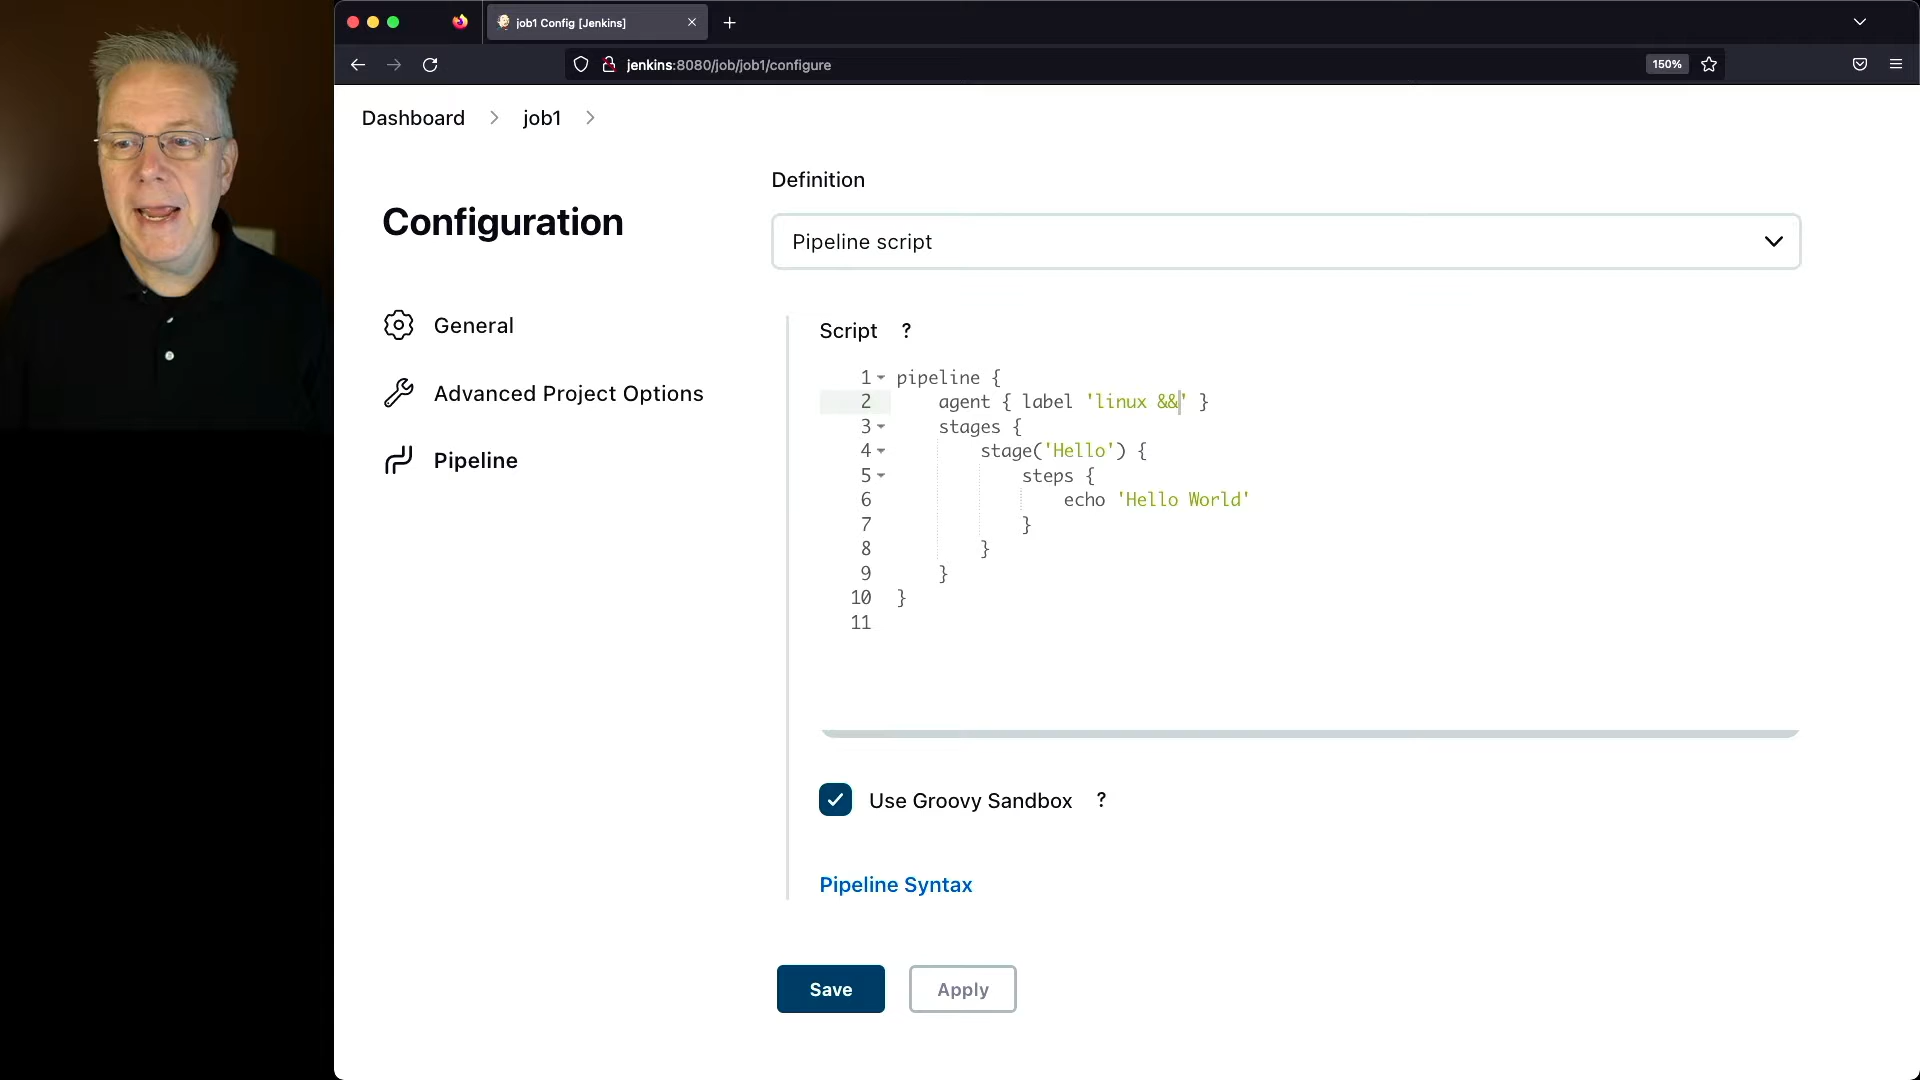 job1 Config [Jenkins]
jenkins:8080/job/job1/configure
150%
Dashboard
job1
Configuration
General
Advanced Project Options
Pipeline
Definition
Pipeline script
Script ?
1 pipeline {
2 agent { label 'linux &&' }
3 stages {
4 stage('Hello') {
5 steps {
6 echo 'Hello World'
7 }
8 }
9 }
10 }
11
Use Groovy Sandbox ?
Pipeline Syntax
Save
Apply